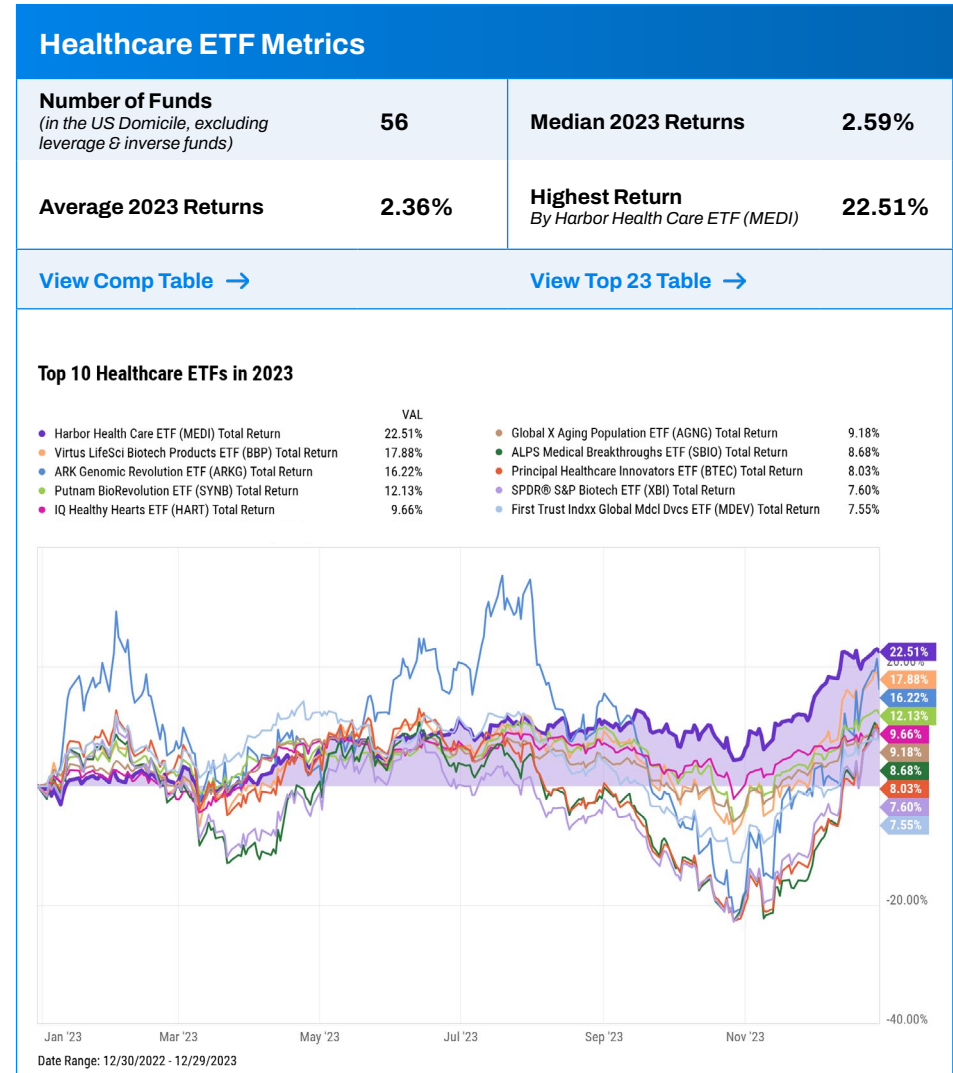 Healthcare ETF Metrics
Number of Funds
(in the US Domicile, excluding
leverage & inverse funds)
56
Median 2023 Returns
2.59%
Average 2023 Returns
2.36%
Highest Return
By Harbor Health Care ETF (MEDI)
22.51%
View Comp Table →
View Top 23 Table →
Top 10 Healthcare ETFs in 2023
VAL
Harbor Health Care ETF (MEDI) Total Return 22.51%
Virtus LifeSci Biotech Products ETF (BBP) Total Return 17.88%
ARK Genomic Revolution ETF (ARKG) Total Return 16.22%
Putnam BioRevolution ETF (SYNB) Total Return 12.13%
IQ Healthy Hearts ETF (HART) Total Return 9.66%
Global X Aging Population ETF (AGNG) Total Return 9.18%
ALPS Medical Breakthroughs ETF (SBIO) Total Return 8.68%
Principal Healthcare Innovators ETF (BTEC) Total Return 8.03%
SPDR® S&P Biotech ETF (XBI) Total Return 7.60%
First Trust Indxx Global Mdcl Dvcs ETF (MDEV) Total Return 7.55%
22.51%
20.00%
17.88%
16.22%
12.13%
9.66%
9.18%
8.68%
8.03%
7.60%
7.55%
-20.00%
-40.00%
Jan '23 Mar '23 May '23 Jul '23 Sep '23 Nov '23
Date Range: 12/30/2022 - 12/29/2023